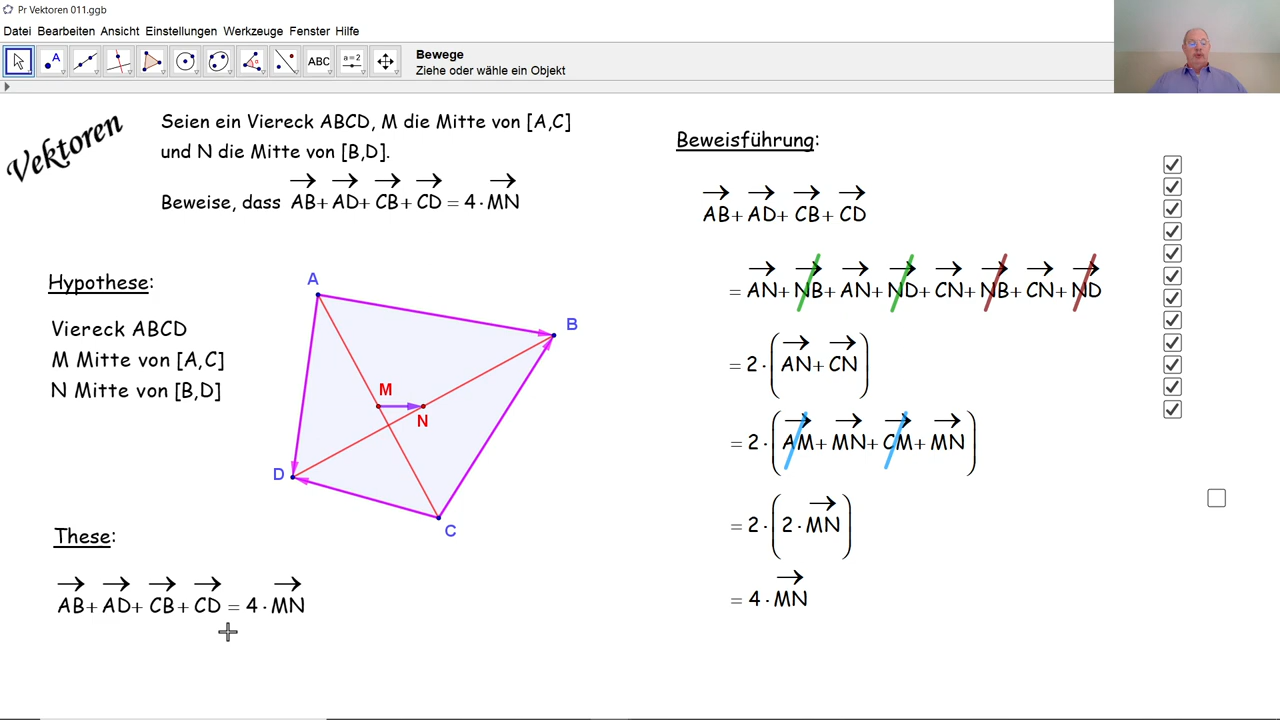 Pr Vektoren 011.ggb
Datei Bearbeiten Ansicht Einstellungen Werkzeuge Fenster Hilfe
A
ABC
a=2
Bewege
Ziehe oder wähle ein Objekt
Vektoren
Seien ein Viereck ABCD, M die Mitte von [A,C]
und N die Mitte von [B,D].
Beweise, dass AB+ AD+ CB+ CD = 4·MN
Hypothese:
Viereck ABCD
M Mitte von [A,C]
N Mitte von [B,D]
A
B
M
N
D
C
These:
AB+ AD+ CB+ CD = 4·MN
Beweisführung:
AB+ AD+ CB+ CD
= AN+ NB+ AN+ ND+ CN+ NB+ CN+ ND
= 2·(AN+ CN)
= 2·(AM+ MN+ CM+ MN)
= 2·(2·MN)
= 4·MN